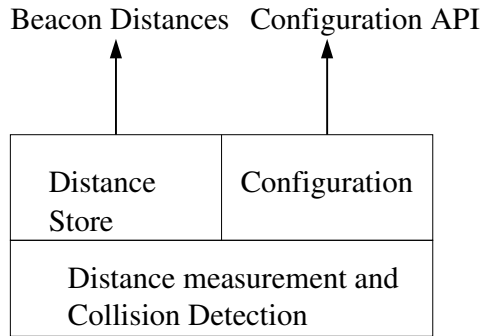 Beacon Distances Configuration API
Distance
Store
Configuration
Distance measurement and
Collision Detection